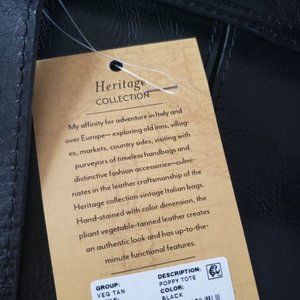 Heritage
COLLECTION
My affinity for adventure in Italy and
over Europe— exploring old inns, villag-
es, markets, country sides, visiting with
purveyors of timeless handbags and
distinctive fashion accessories—culmi-
nates in the leather craftsmanship of the
Heritage collection vintage Italian bags.
Hand-stained with color dimension, the
pliant vegetable-tanned leather creates
an authentic look and has up-to-the-
minute functional features.
GROUP: DESCRIPTION:
VEG TAN POPPY TOTE
COLOR:
BLACK